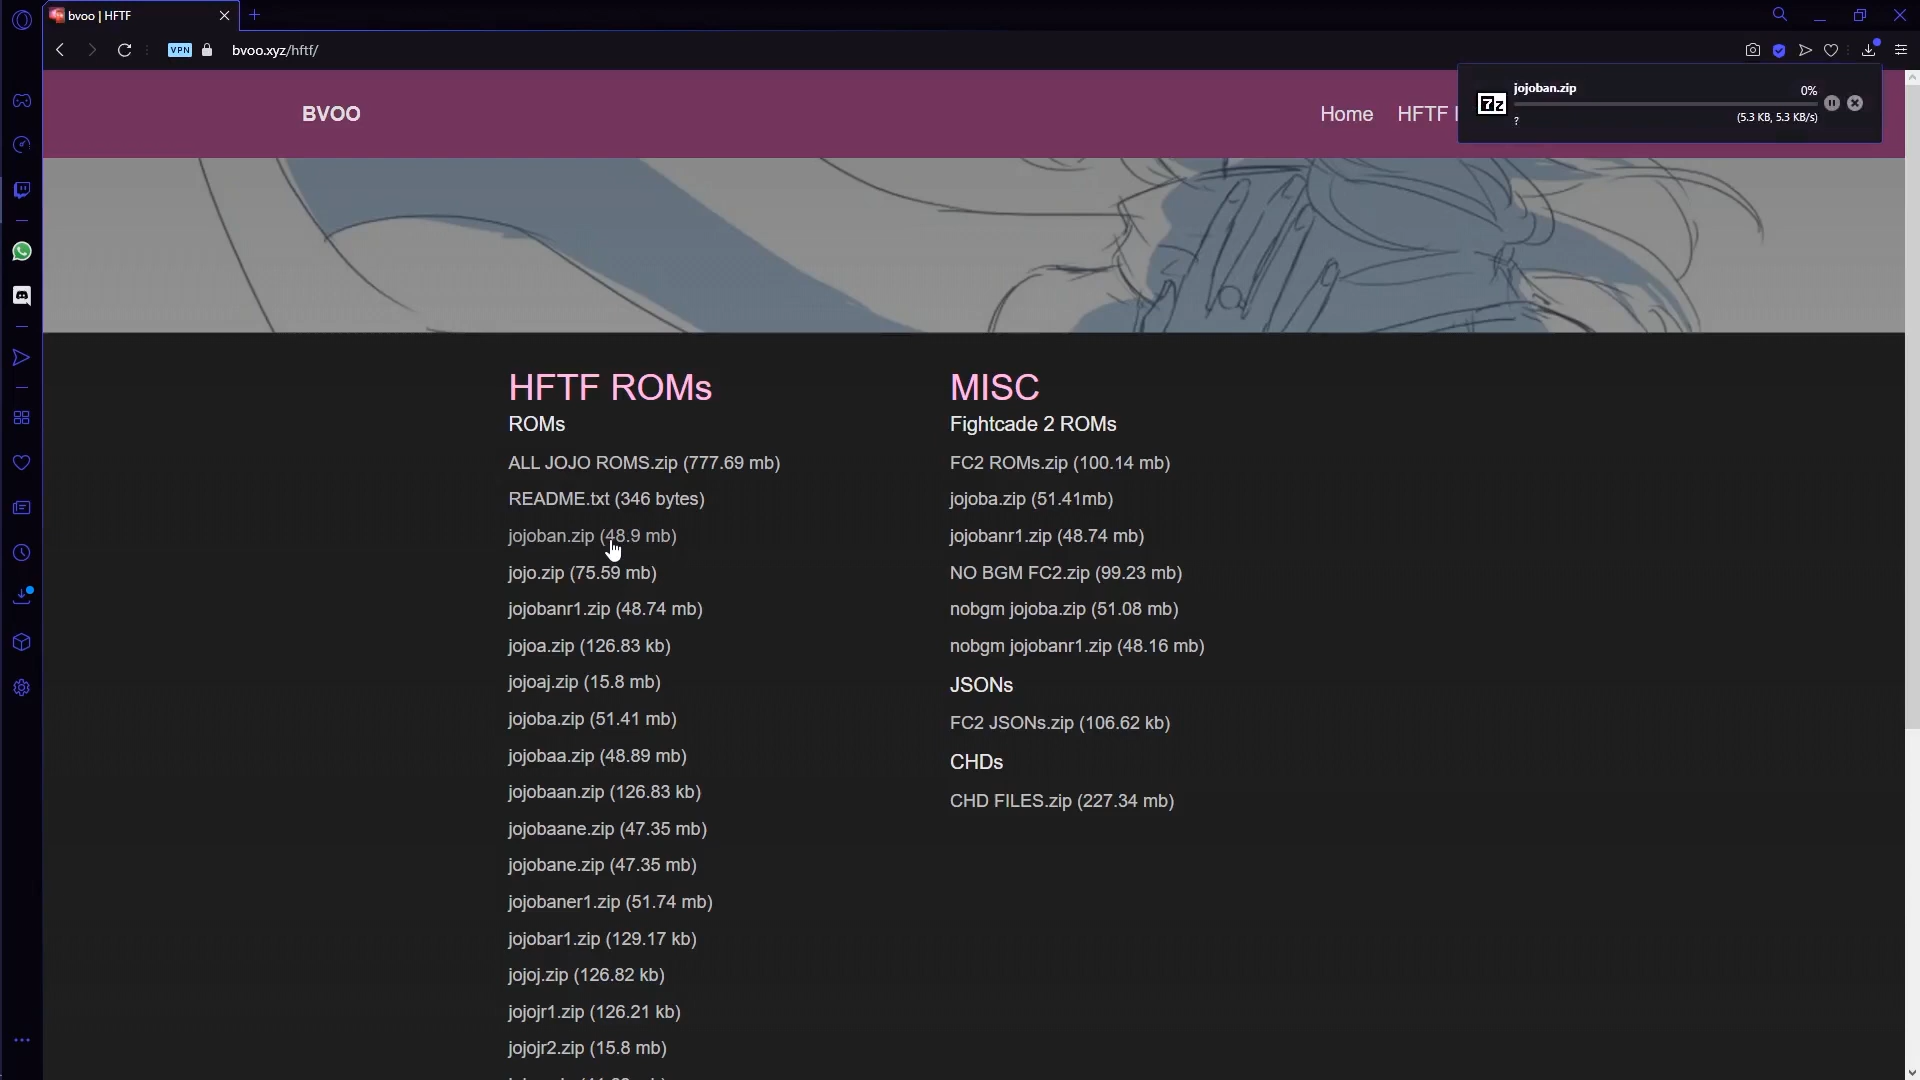 bvoo | HFTF
VPN
bvoo.xyz/hftf/
BVOO
Home
HFTF
7z
jojoban.zip
0%
?
(5.3 KB, 5.3 KB/s)
HFTF ROMs
ROMs
ALL JOJO ROMS.zip (777.69 mb)
README.txt (346 bytes)
jojoban.zip (48.9 mb)
jojo.zip (75.59 mb)
jojobanr1.zip (48.74 mb)
jojoa.zip (126.83 kb)
jojoaj.zip (15.8 mb)
jojoba.zip (51.41 mb)
jojobaa.zip (48.89 mb)
jojobaan.zip (126.83 kb)
jojobaane.zip (47.35 mb)
jojobane.zip (47.35 mb)
jojobaner1.zip (51.74 mb)
jojobar1.zip (129.17 kb)
jojoj.zip (126.82 kb)
jojojr1.zip (126.21 kb)
jojojr2.zip (15.8 mb)
MISC
Fightcade 2 ROMs
FC2 ROMs.zip (100.14 mb)
jojoba.zip (51.41mb)
jojobanr1.zip (48.74 mb)
NO BGM FC2.zip (99.23 mb)
nobgm jojoba.zip (51.08 mb)
nobgm jojobanr1.zip (48.16 mb)
JSONs
FC2 JSONs.zip (106.62 kb)
CHDs
CHD FILES.zip (227.34 mb)